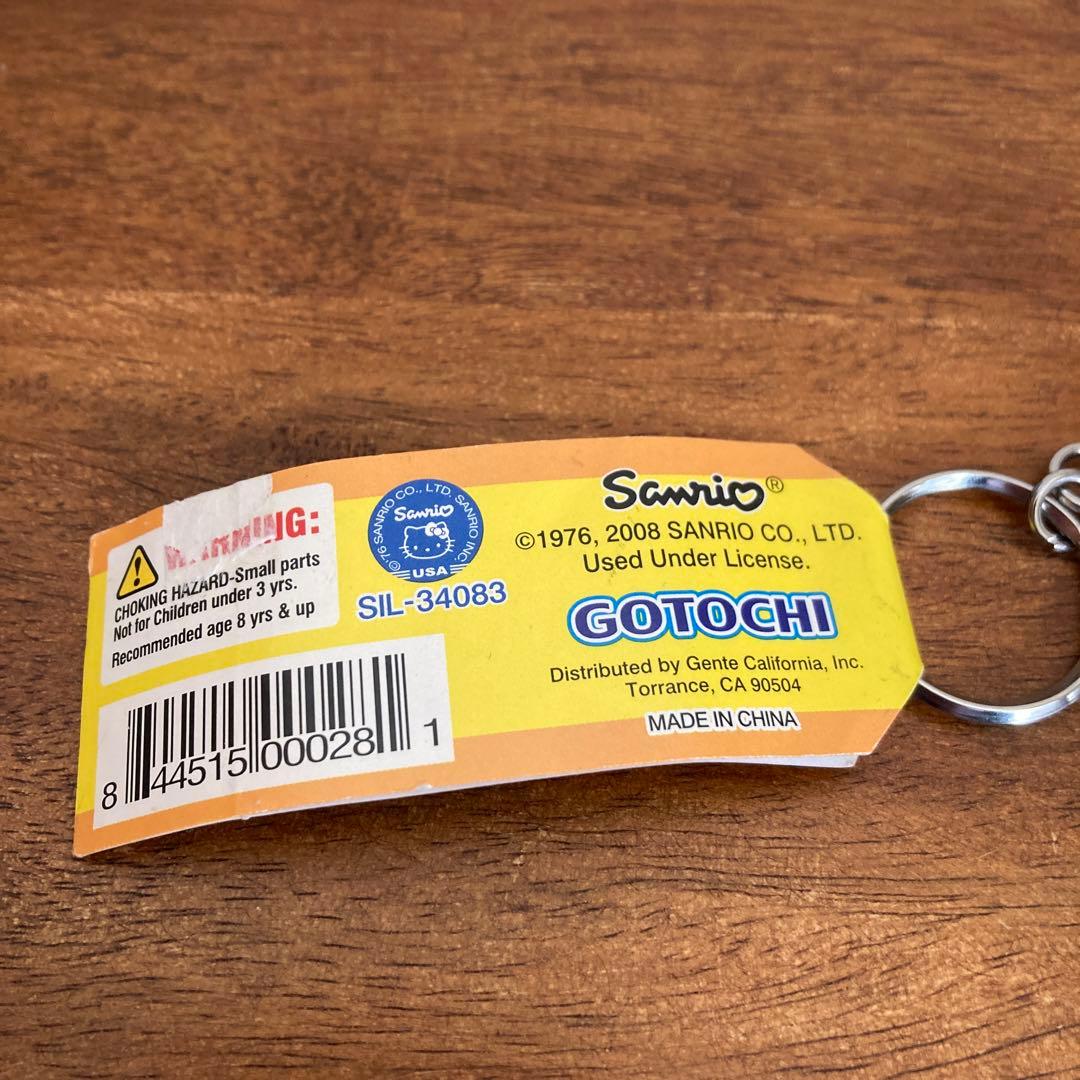 WARNING:
CHOKING HAZARD-Small parts
Not for Children under 3 yrs.
Recommended age 8 yrs & up
8 44515 00028 1
©'76 SANRIO CO., LTD. SANRIO INC.
Sanrio
USA
SIL-34083
Sanrio®
©1976, 2008 SANRIO CO., LTD.
Used Under License.
GOTOCHI
Distributed by Gente California, Inc.
Torrance, CA 90504
MADE IN CHINA